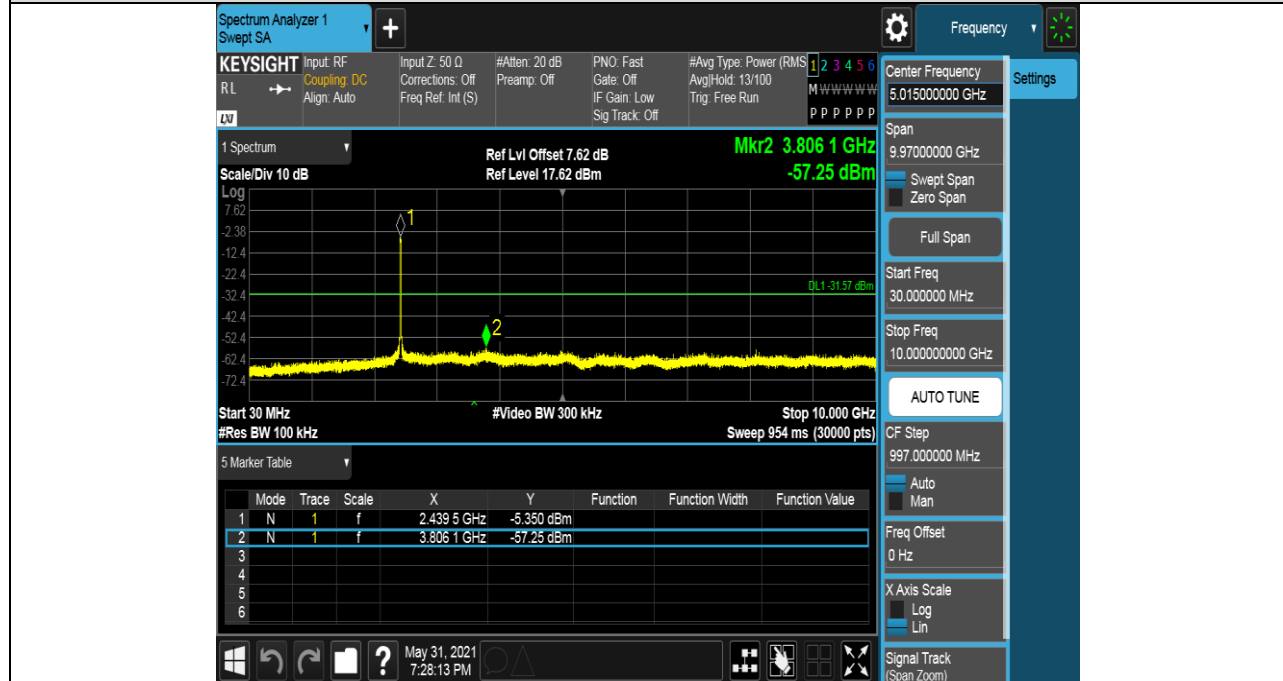 Spectrum Analyzer 1
Swept SA
+
Frequency
KEYSIGHT Input: RF
RL
Coupling: DC
Align: Auto
LXI
Input Z: 50 Ω
Corrections: Off
Freq Ref: Int (S)
#Atten: 20 dB
Preamp: Off
PNO: Fast
Gate: Off
IF Gain: Low
Sig Track: Off
#Avg Type: Power (RMS
Avg|Hold: 13/100
Trig: Free Run
1 2 3 4 5 6
M W W W W W
P P P P P P
1 Spectrum
Scale/Div 10 dB
Ref Lvl Offset 7.62 dB
Ref Level 17.62 dBm
Mkr2 3.806 1 GHz
-57.25 dBm
Log
7.62
-2.38
-12.4
-22.4
-32.4
-42.4
-52.4
-62.4
-72.4
1
2
DL1 -31.57 dBm
Start 30 MHz
#Res BW 100 kHz
#Video BW 300 kHz
Stop 10.000 GHz
Sweep 954 ms (30000 pts)
5 Marker Table
Mode Trace Scale X Y Function Function Width Function Value
1 N 1 f 2.439 5 GHz -5.350 dBm
2 N 1 f 3.806 1 GHz -57.25 dBm
3
4
5
6
?
May 31, 2021
7:28:13 PM
Center Frequency
5.015000000 GHz
Settings
Span
9.97000000 GHz
Swept Span
Zero Span
Full Span
Start Freq
30.000000 MHz
Stop Freq
10.000000000 GHz
AUTO TUNE
CF Step
997.000000 MHz
Auto
Man
Freq Offset
0 Hz
X Axis Scale
Log
Lin
Signal Track
(Span Zoom)